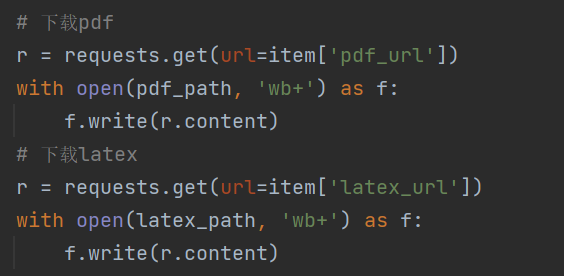 # 下载pdf
r = requests.get(url=item['pdf_url'])
with open(pdf_path, 'wb+') as f:
    f.write(r.content)
# 下载latex
r = requests.get(url=item['latex_url'])
with open(latex_path, 'wb+') as f:
    f.write(r.content)